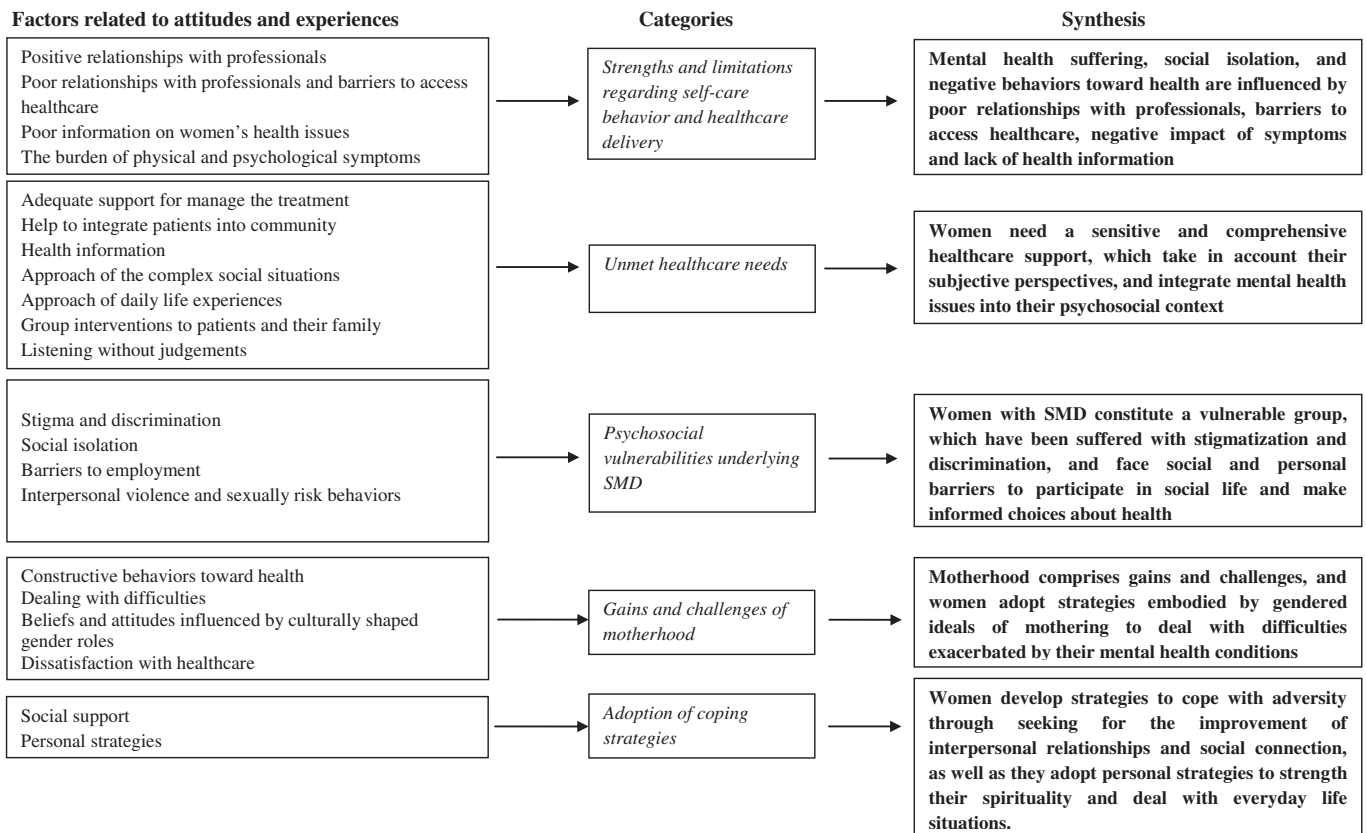 Factors related to attitudes and experiences
Categories
Synthesis
Positive relationships with professionals
Poor relationships with professionals and barriers to access
healthcare
Poor information on women's health issues
The burden of physical and psychological symptoms
Strengths and limitations
regarding self-care
behavior and healthcare
delivery
Mental health suffering, social isolation, and
negative behaviors toward health are influenced by
poor relationships with professionals, barriers to
access healthcare, negative impact of symptoms
and lack of health information
Adequate support for manage the treatment
Help to integrate patients into community
Health information
Approach of the complex social situations
Approach of daily life experiences
Group interventions to patients and their family
Listening without judgements
Unmet healthcare needs
Women need a sensitive and comprehensive
healthcare support, which take in account their
subjective perspectives, and integrate mental health
issues into their psychosocial context
Stigma and discrimination
Social isolation
Barriers to employment
Interpersonal violence and sexually risk behaviors
Psychosocial
vulnerabilities underlying
SMD
Women with SMD constitute a vulnerable group,
which have been suffered with stigmatization and
discrimination, and face social and personal
barriers to participate in social life and make
informed choices about health
Constructive behaviors toward health
Dealing with difficulties
Beliefs and attitudes influenced by culturally shaped
gender roles
Dissatisfaction with healthcare
Gains and challenges of
motherhood
Motherhood comprises gains and challenges, and
women adopt strategies embodied by gendered
ideals of mothering to deal with difficulties
exacerbated by their mental health conditions
Social support
Personal strategies
Adoption of coping
strategies
Women develop strategies to cope with adversity
through seeking for the improvement of
interpersonal relationships and social connection,
as well as they adopt personal strategies to strength
their spirituality and deal with everyday life
situations.